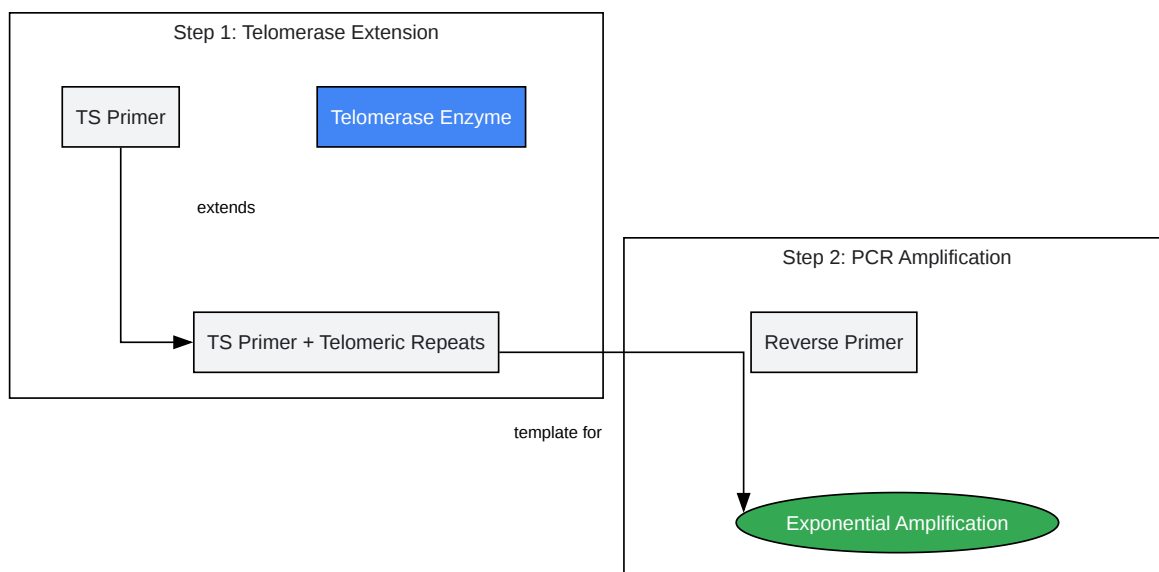 Step 1: Telomerase Extension
TS Primer
Telomerase Enzyme
extends
TS Primer + Telomeric Repeats
template for
Step 2: PCR Amplification
Reverse Primer
Exponential Amplification